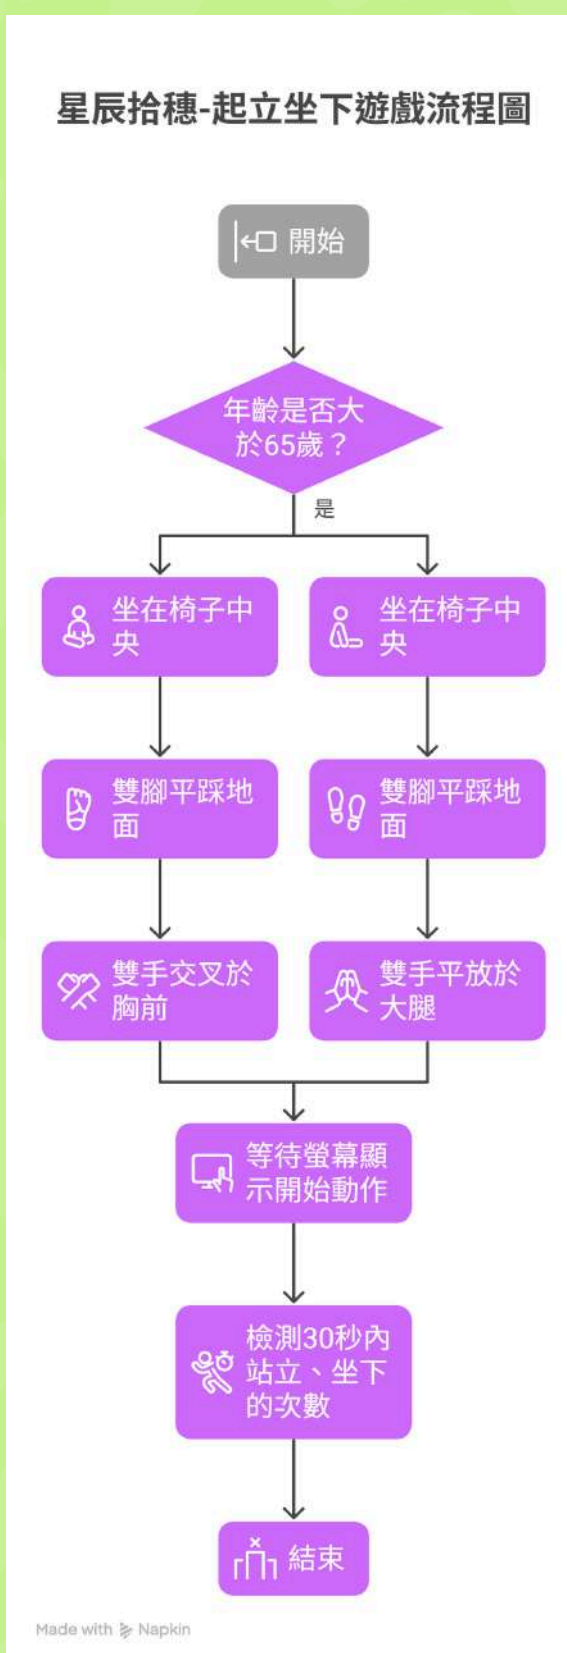 星辰拾穗-起立坐下遊戲流程圖
開始
年齡是否大
於65歲？
是
坐在椅子中
央
坐在椅子中
央
雙腳平踩地
面
雙腳平踩地
面
雙手交叉於
胸前
雙手平放於
大腿
等待螢幕顯
示開始動作
檢測30秒內
站立、坐下
的次數
結束
Made with Napkin